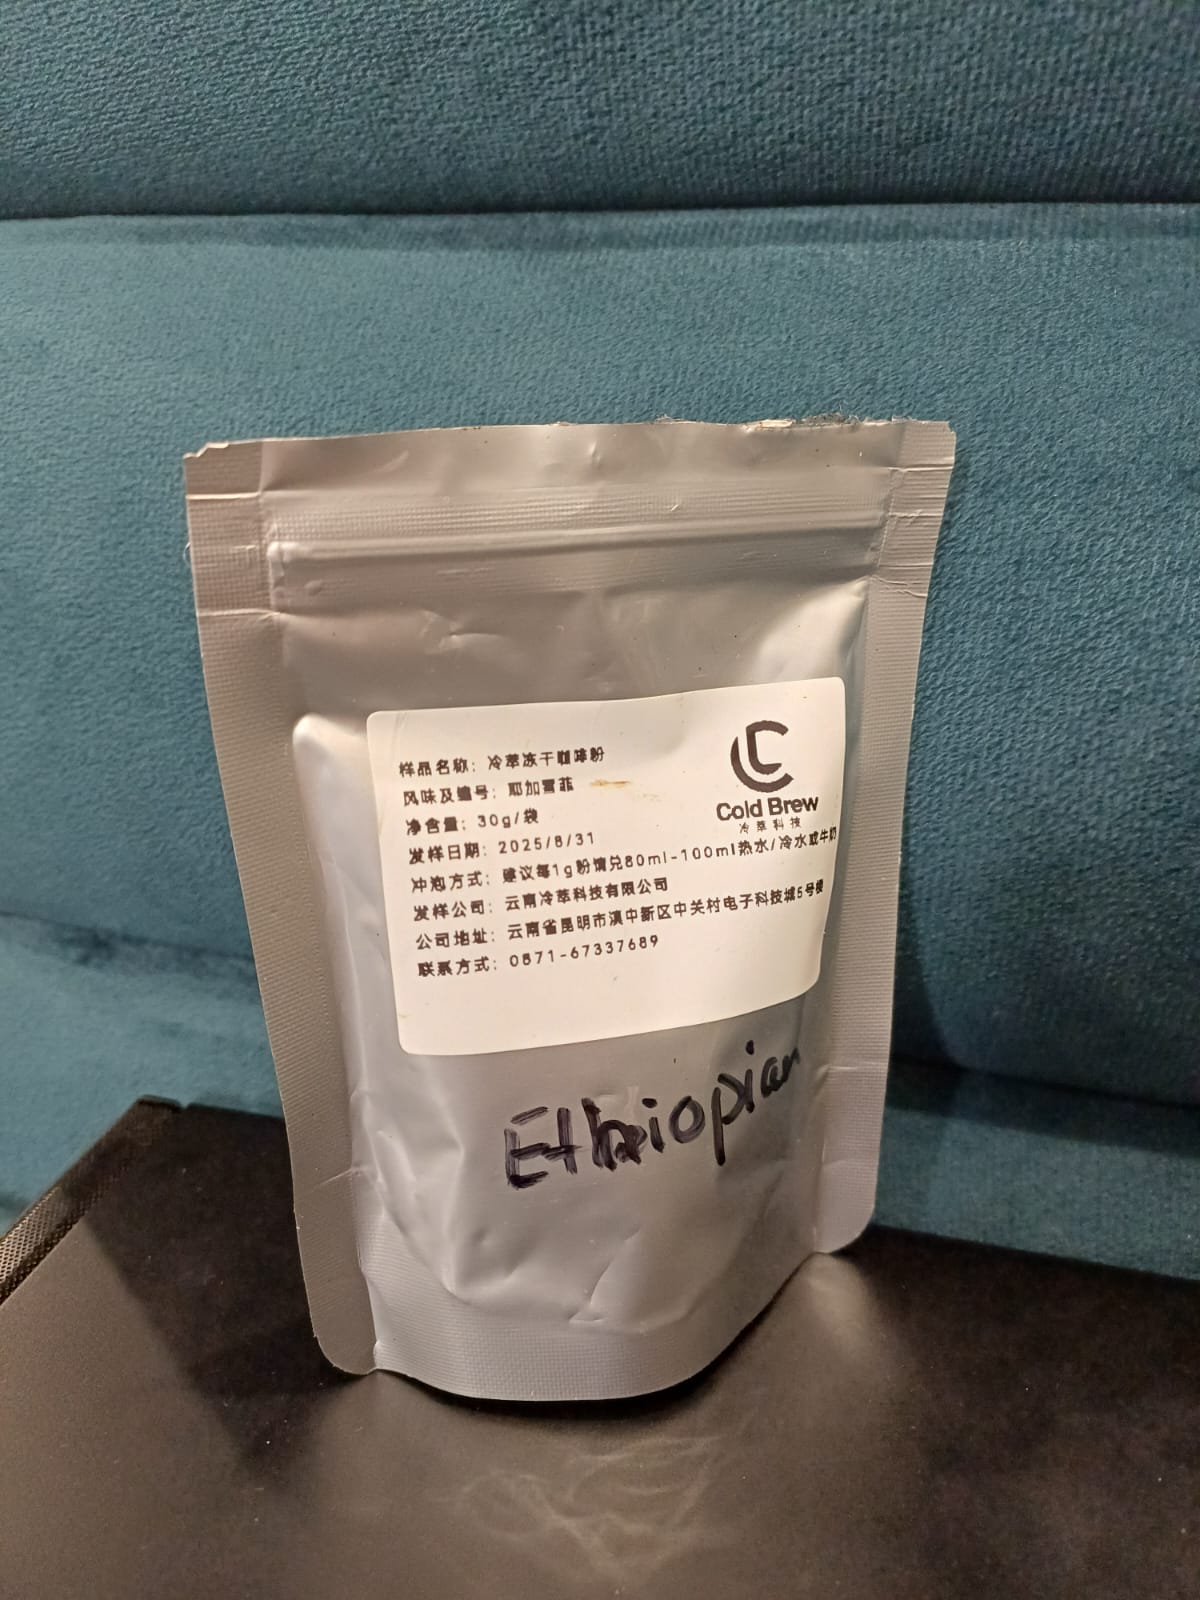 样品名称：冷萃冻干咖啡粉
风味及编号：耶加雪菲
净含量：30g/袋
发样日期：2025/8/31
冲泡方式：建议每1g粉请兑80ml-100ml热水/冷水或牛奶
发样公司：云南冷萃科技有限公司
公司地址：云南省昆明市滇中新区中关村电子科技城5号楼
联系方式：0871-67337689
Cold Brew
冷萃科技
Ethiopian